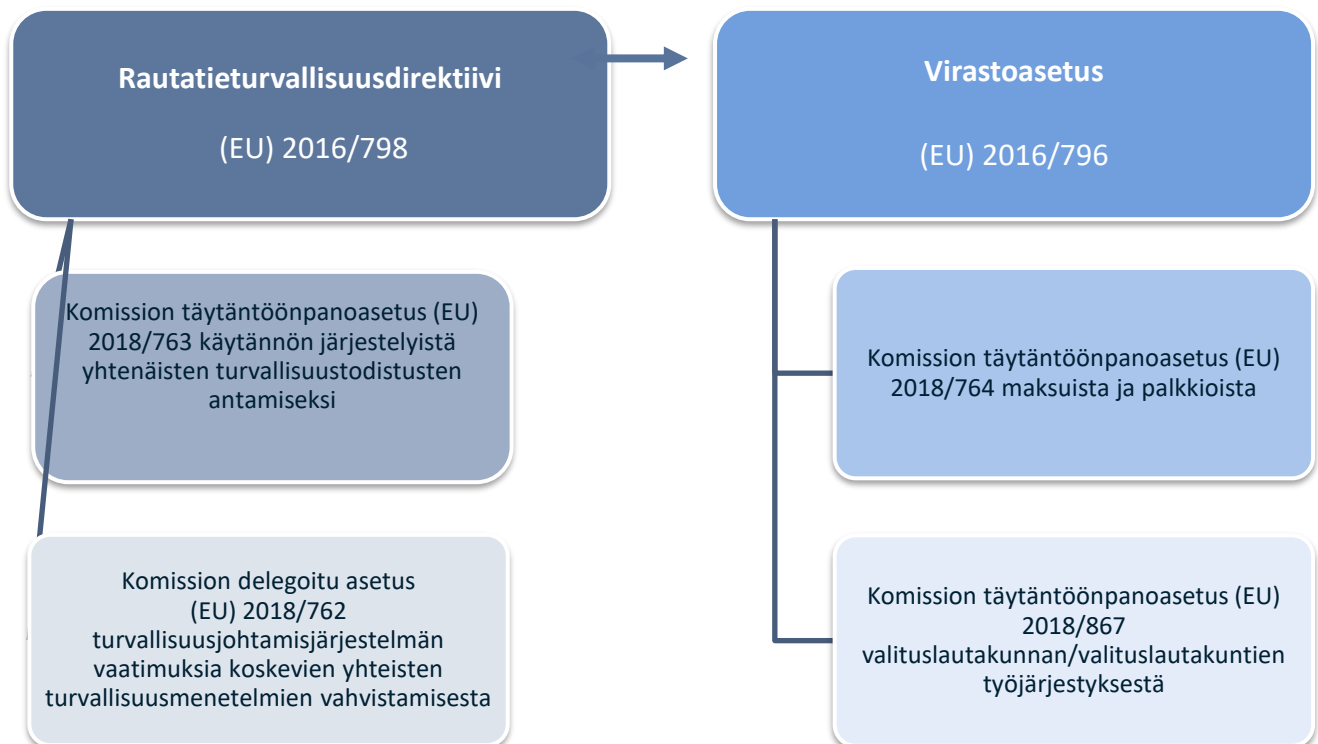 Rautatieturvallisuusdirektiivi
(EU) 2016/798
Virastoasetus
(EU) 2016/796
Komission täytäntöönpanoasetus (EU)
2018/763 käytännön järjestelyistä
yhtenäisten turvallisuustodistusten
antamiseksi
Komission täytäntöönpanoasetus (EU)
2018/764 maksuista ja palkkioista
Komission delegoitu asetus
(EU) 2018/762
turvallisuusjohtamisjärjestelmän
vaatimuksia koskevien yhteisten
turvallisuusmenetelmien vahvistamisesta
Komission täytäntöönpanoasetus (EU)
2018/867
valituslautakunnan/valituslautakuntien
työjärjestyksestä